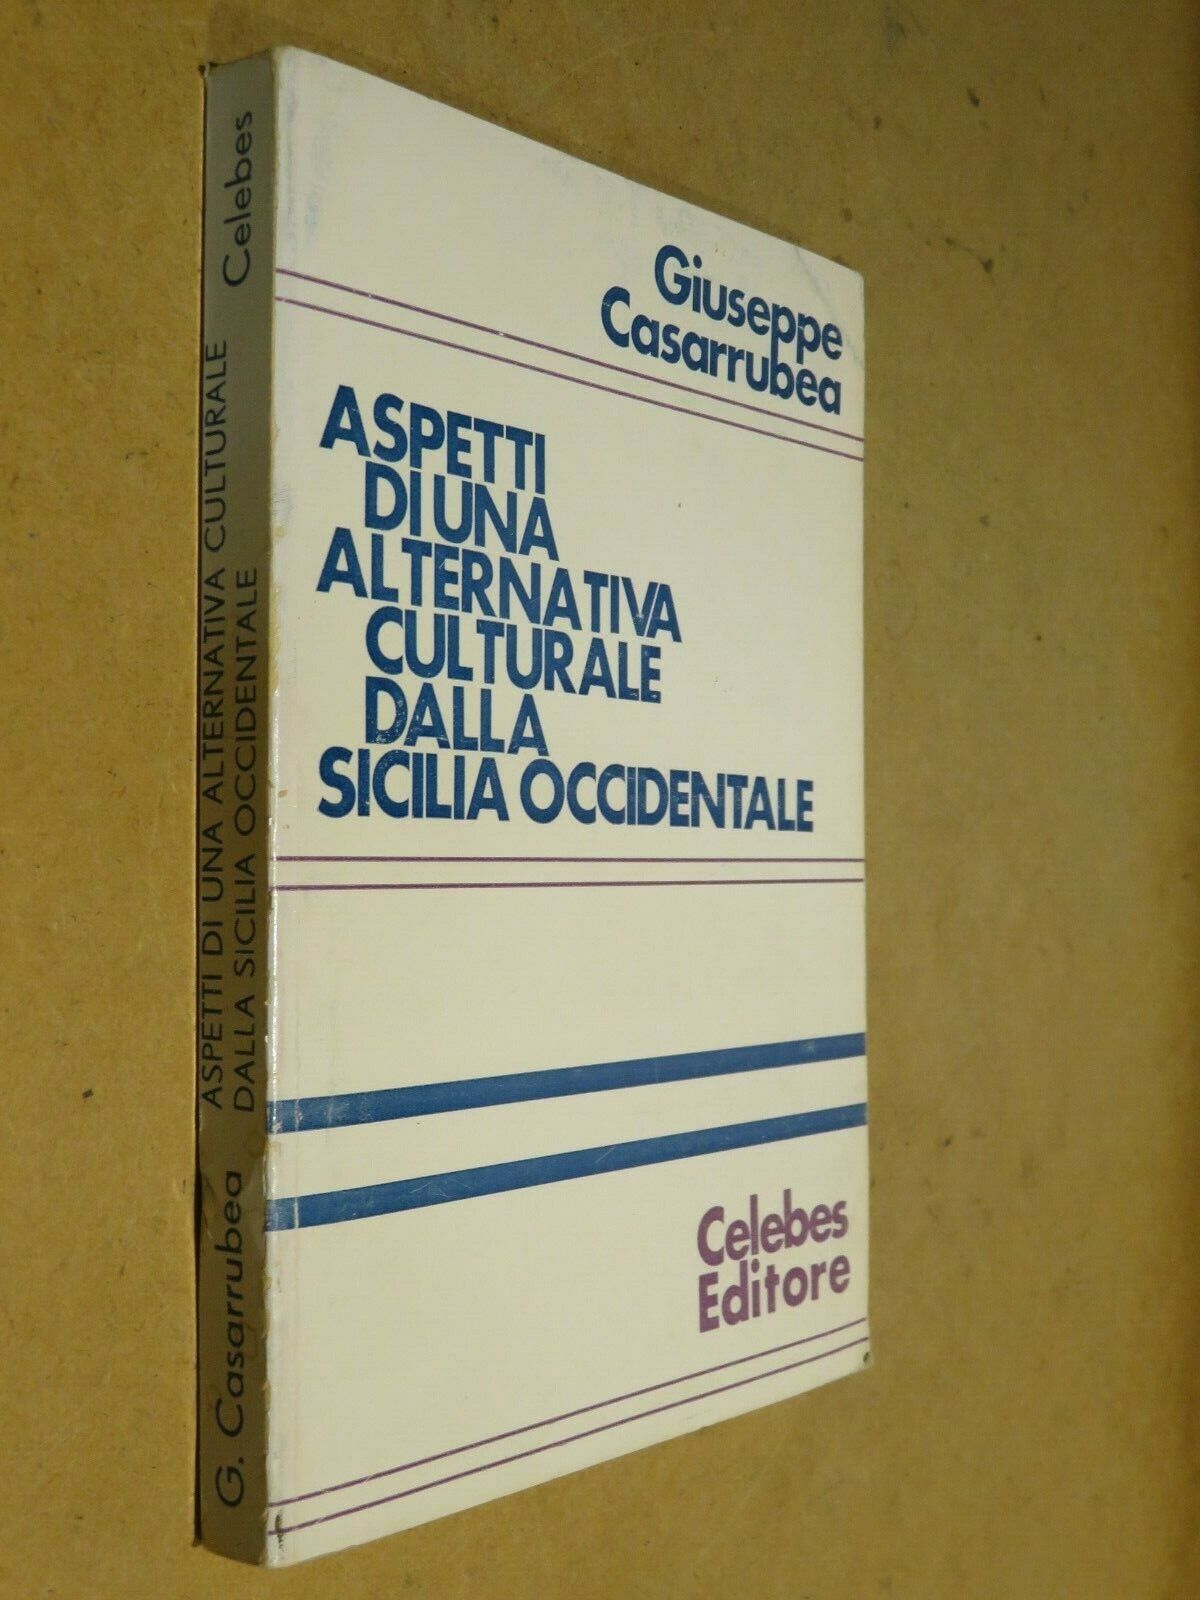 Giuseppe
Casarrubea
ASPETTI
DI UNA
ALTERNATIVA
CULTURALE
DALLA
SICILIA OCCIDENTALE
Celebes
Editore
G. Casarrubea
ASPETTI DI UNA ALTERNATIVA CULTURALE
DALLA SICILIA OCCIDENTALE
Celebes